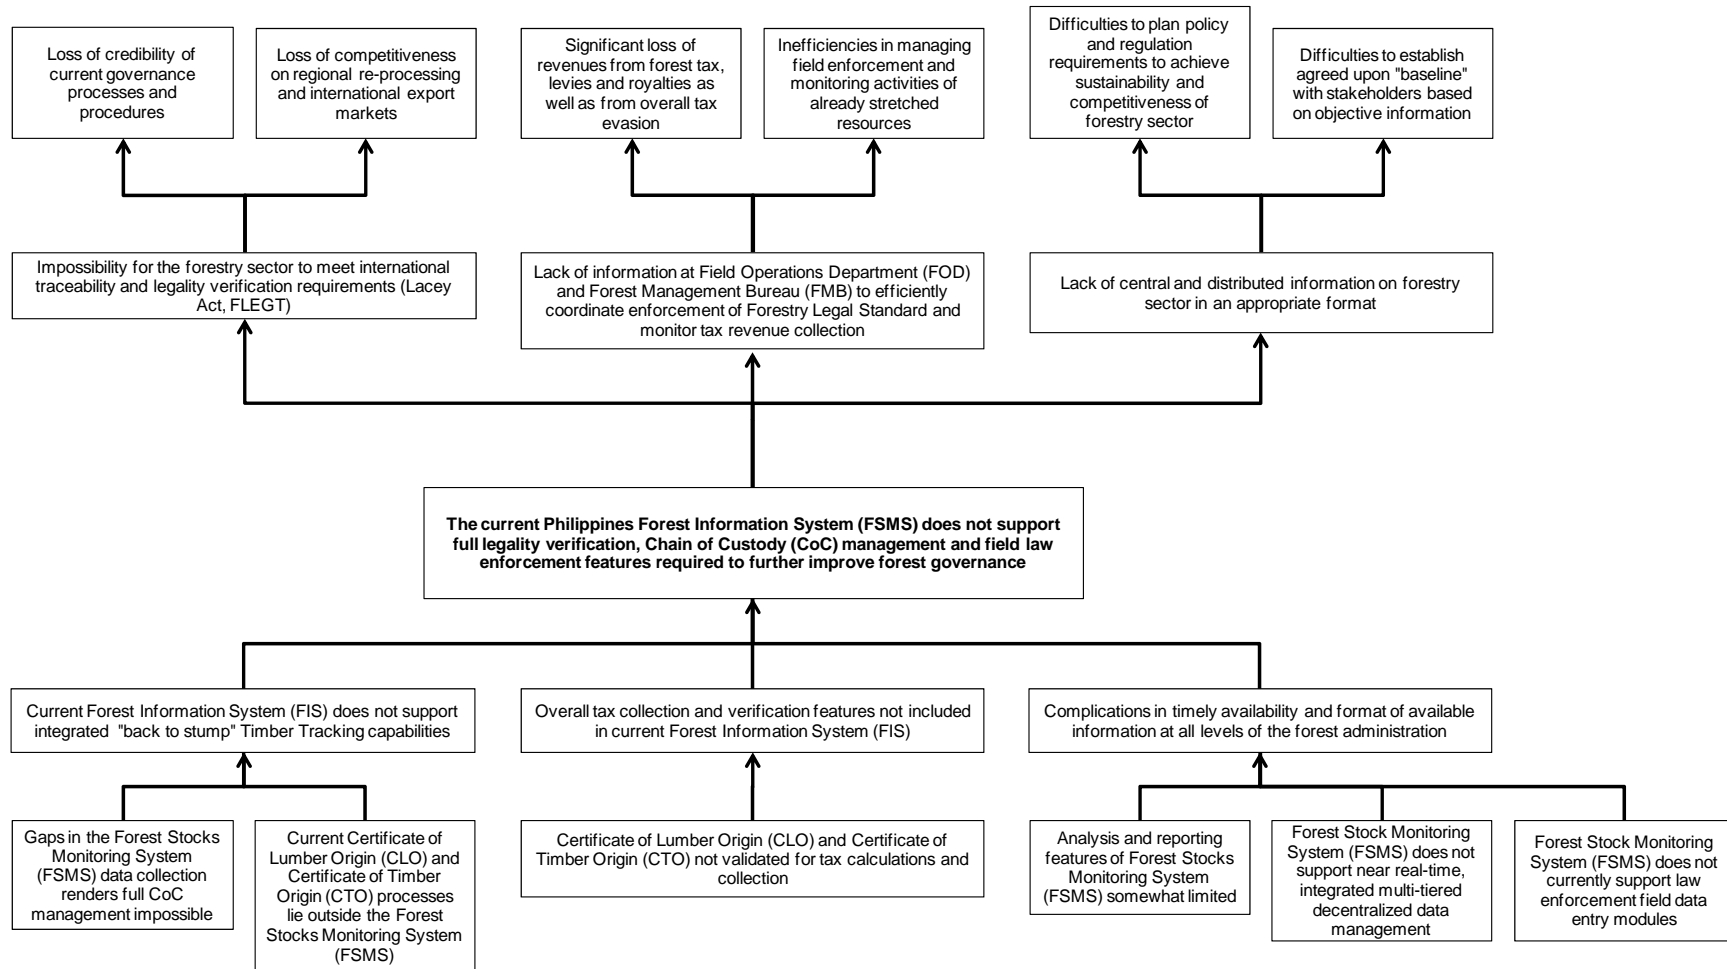 Loss of credibility of
current governance
processes and
procedures
Loss of competitiveness
on regional re-processing
and international export
markets
Significant loss of
revenues from forest tax,
levies and royalties as
well as from overall tax
evasion
Inefficiencies in managing
field enforcement and
monitoring activities of
already stretched
resources
Difficulties to plan policy
and regulation
requirements to achieve
sustainability and
competitiveness of
forestry sector
Difficulties to establish
agreed upon "baseline"
with stakeholders based
on objective information
Impossibility for the forestry sector to meet international
traceability and legality verification requirements (Lacey
Act, FLEGT)
Lack of information at Field Operations Department (FOD)
and Forest Management Bureau (FMB) to efficiently
coordinate enforcement of Forestry Legal Standard and
monitor tax revenue collection
Lack of central and distributed information on forestry
sector in an appropriate format
The current Philippines Forest Information System (FSMS) does not support
full legality verification, Chain of Custody (CoC) management and field law
enforcement features required to further improve forest governance
Current Forest Information System (FIS) does not support
integrated "back to stump" Timber Tracking capabilities
Overall tax collection and verification features not included
in current Forest Information System (FIS)
Complications in timely availability and format of available
information at all levels of the forest administration
Gaps in the Forest Stocks
Monitoring System
(FSMS) data collection
renders full CoC
management impossible
Current Certificate of
Lumber Origin (CLO) and
Certificate of Timber
Origin (CTO) processes
lie outside the Forest
Stocks Monitoring System
(FSMS)
Certificate of Lumber Origin (CLO) and Certificate of
Timber Origin (CTO) not validated for tax calculations and
collection
Analysis and reporting
features of Forest Stocks
Monitoring System
(FSMS) somewhat limited
Forest Stock Monitoring
System (FSMS) does not
support near real-time,
integrated multi-tiered
decentralized data
management
Forest Stock Monitoring
System (FSMS) does not
currently support law
enforcement field data
entry modules